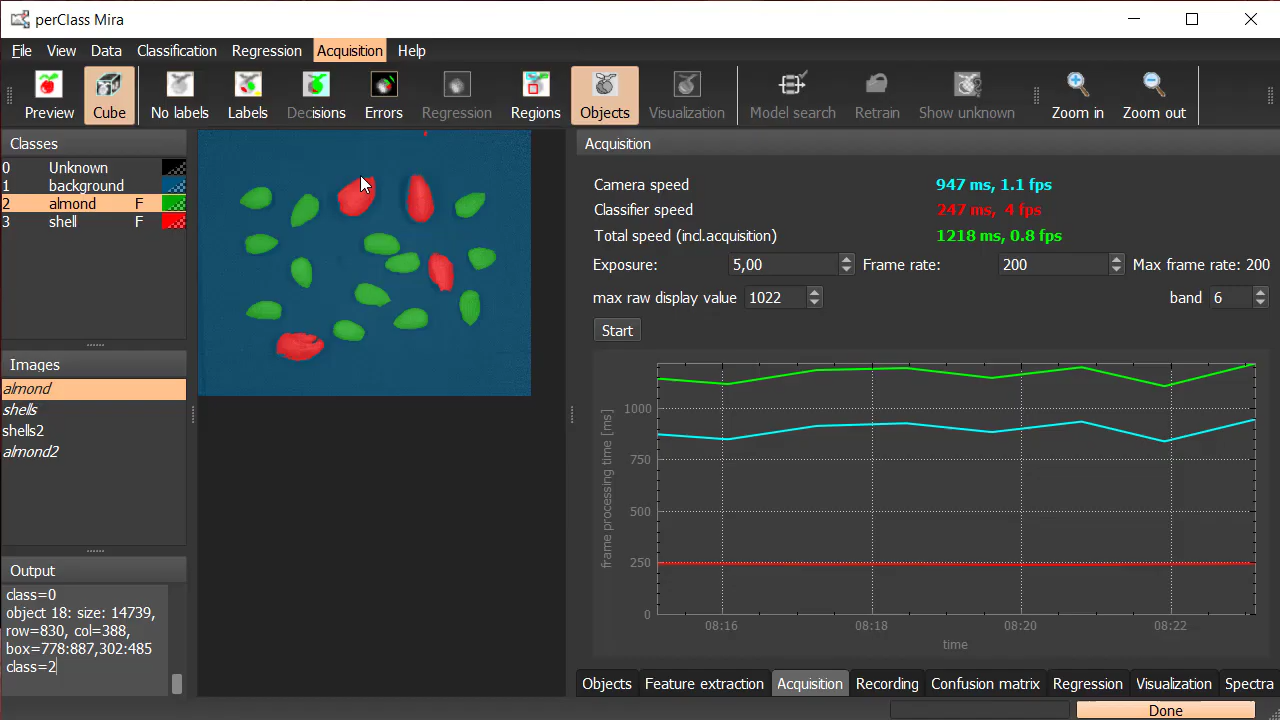 perClass Mira
File View Data Classification Regression Acquisition Help
Preview Cube No labels Labels Decisions Errors Regression Regions Objects Visualization Model search Retrain Show unknown Zoom in Zoom out
Classes
0 Unknown
1 background
2 almond F
3 shell F
Images
almond
shells
shells2
almond2
Output
class=0
object 18: size: 14739,
row=830, col=388,
box=778:887,302:485
class=2
Acquisition
Camera speed 947 ms, 1.1 fps
Classifier speed 247 ms, 4 fps
Total speed (incl.acquisition) 1218 ms, 0.8 fps
Exposure: 5,00 Frame rate: 200 Max frame rate: 200
max raw display value 1022 band 6
Start
frame processing time [ms]
1000
750
500
250
0
08:16 08:18 08:20 08:22
time
Objects Feature extraction Acquisition Recording Confusion matrix Regression Visualization Spectra
Done